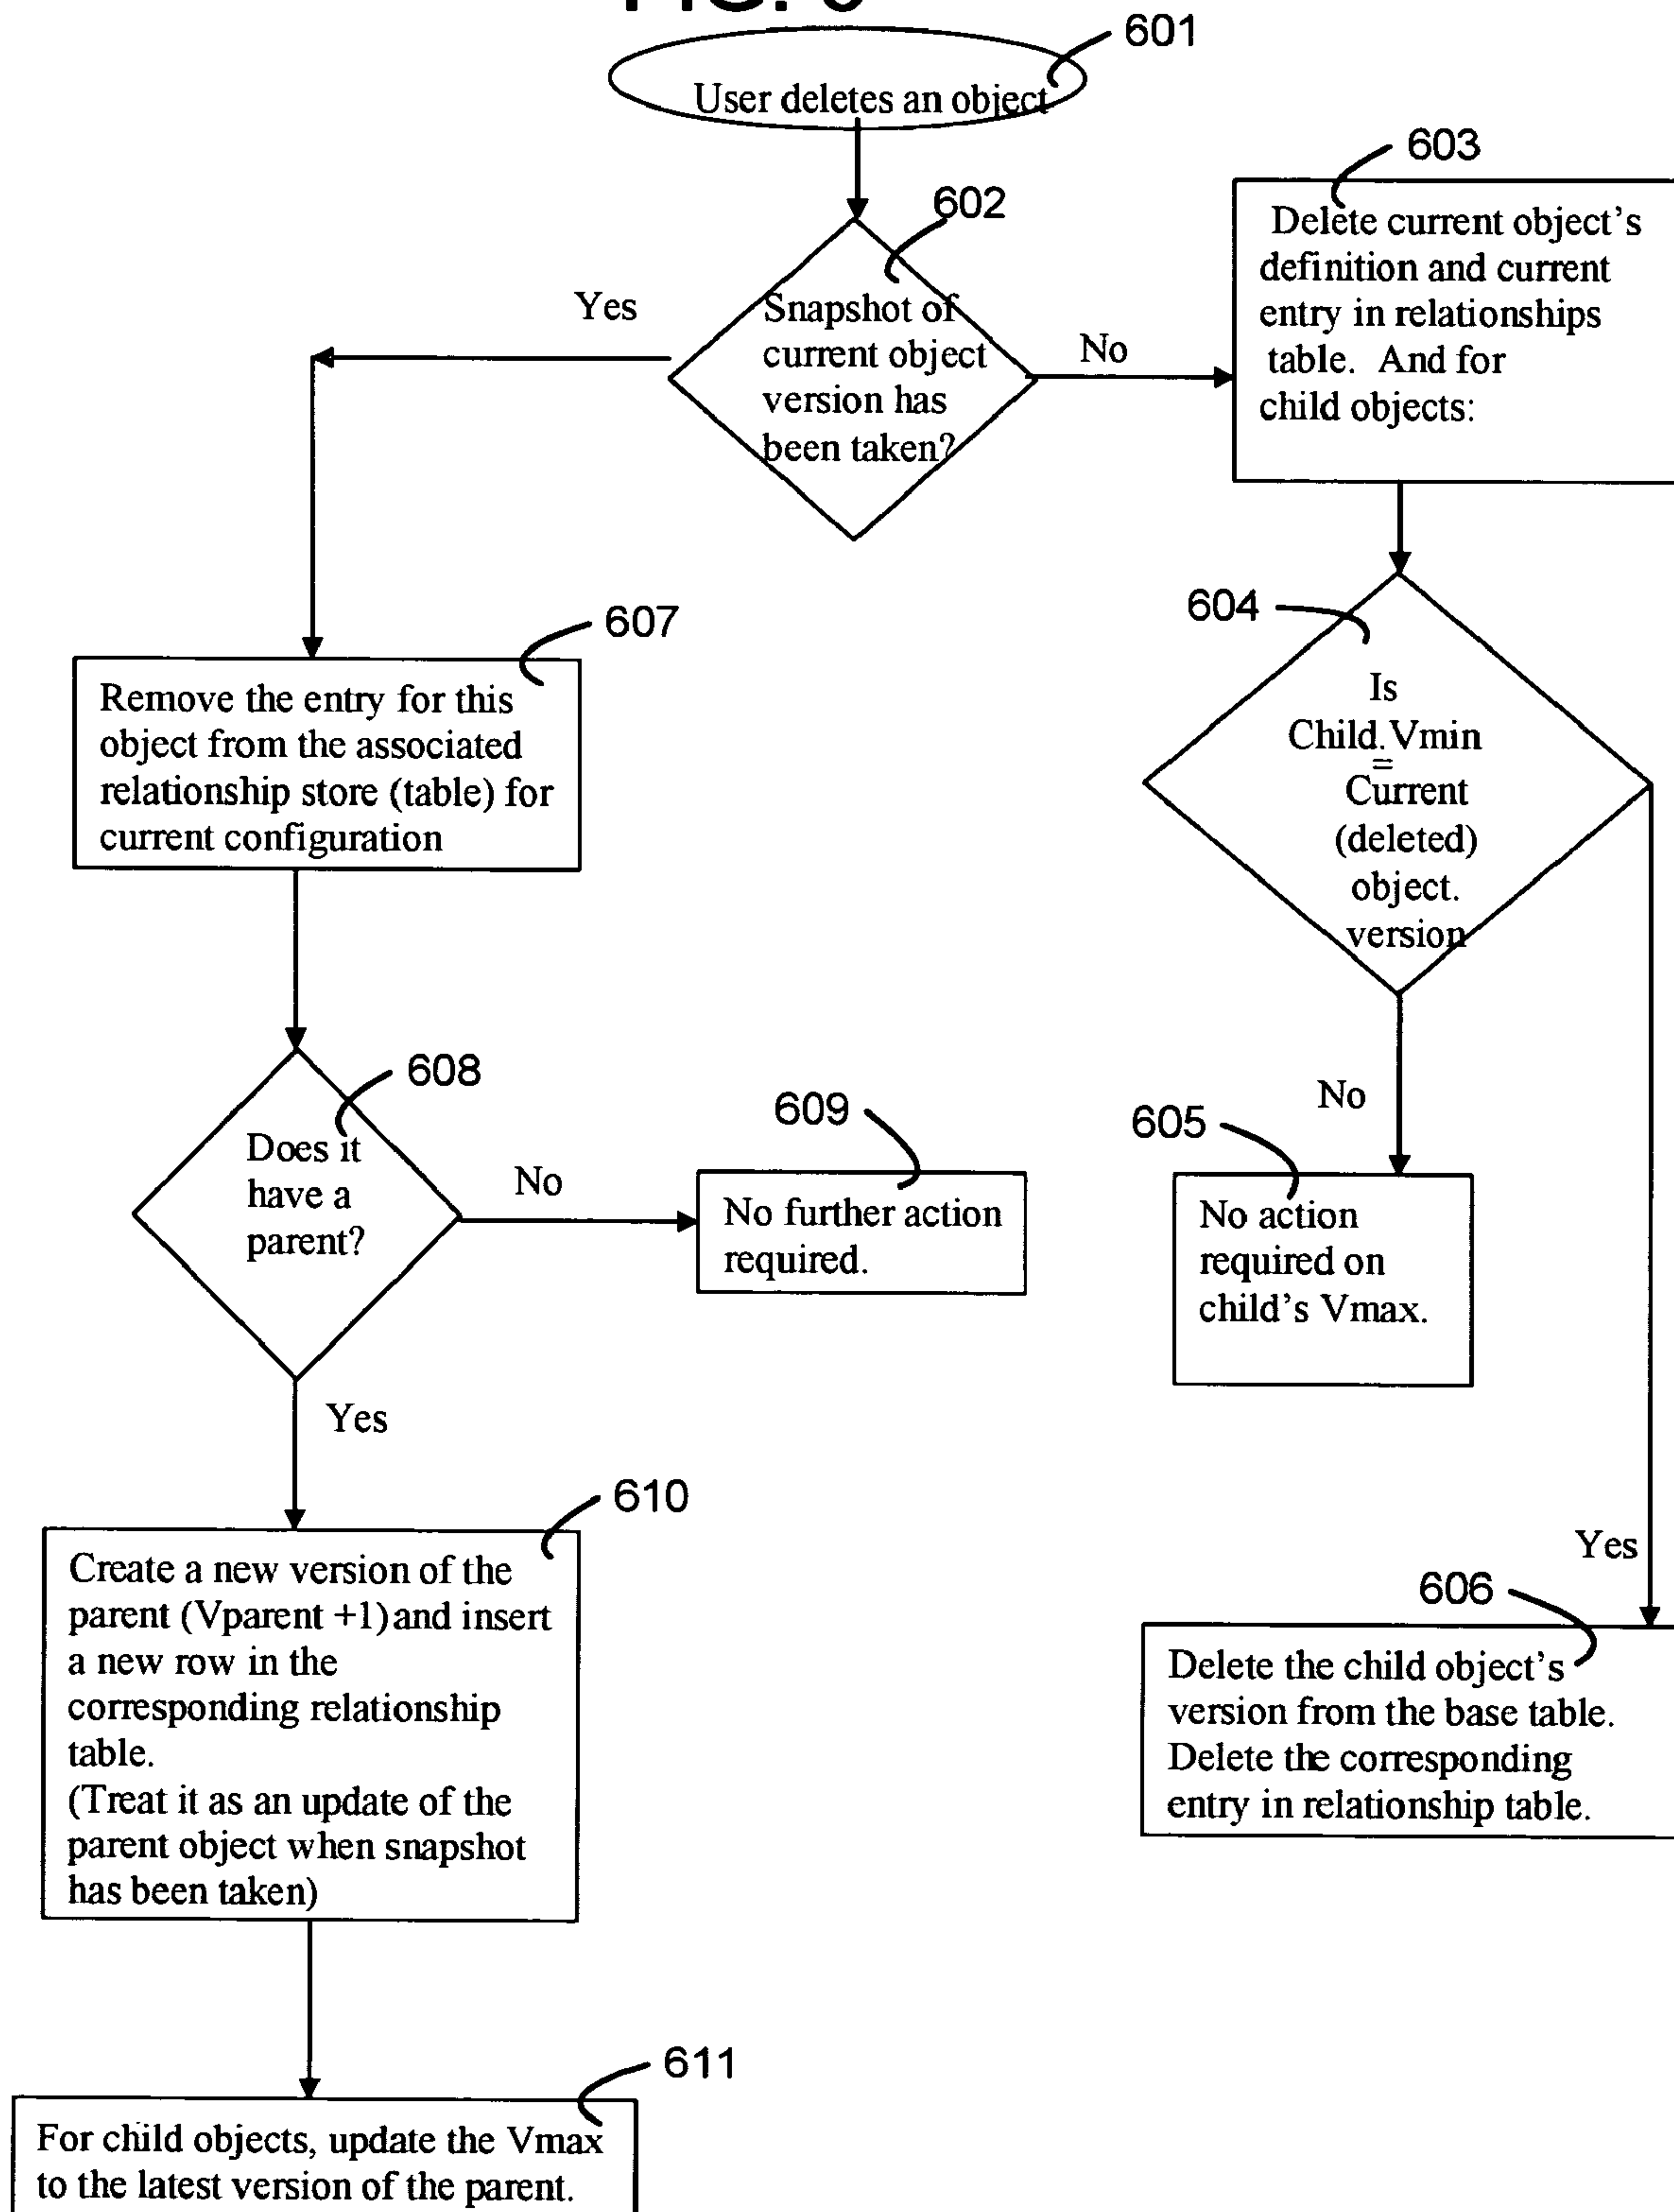 601
User deletes an object
602
Snapshot of
current object
version has
been taken?
Yes
No
603
Delete current object's
definition and current
entry in relationships
table. And for
child objects:
604
Is
Child.Vmin
=
Current
(deleted)
object.
version
No
605
No action
required on
child's Vmax.
Yes
606
Delete the child object's
version from the base table.
Delete the corresponding
entry in relationship table.
607
Remove the entry for this
object from the associated
relationship store (table) for
current configuration
608
Does it
have a
parent?
No
609
No further action
required.
Yes
610
Create a new version of the
parent (Vparent +1) and insert
a new row in the
corresponding relationship
table.
(Treat it as an update of the
parent object when snapshot
has been taken)
611
For child objects, update the Vmax
to the latest version of the parent.